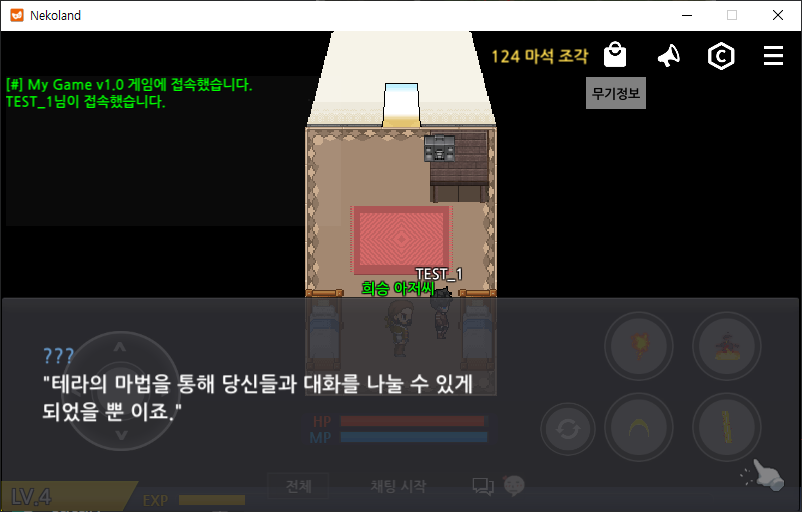 Nekoland
124 마석 조각
[#] My Game v1.0 게임에 접속했습니다.
TEST_1님이 접속했습니다.
무기정보
TEST_1
희승 아저씨
???
"테라의 마법을 통해 당신들과 대화를 나눌 수 있게
되었을 뿐 이죠."
HP
MP
전체
채팅 시작
LV.4
EXP